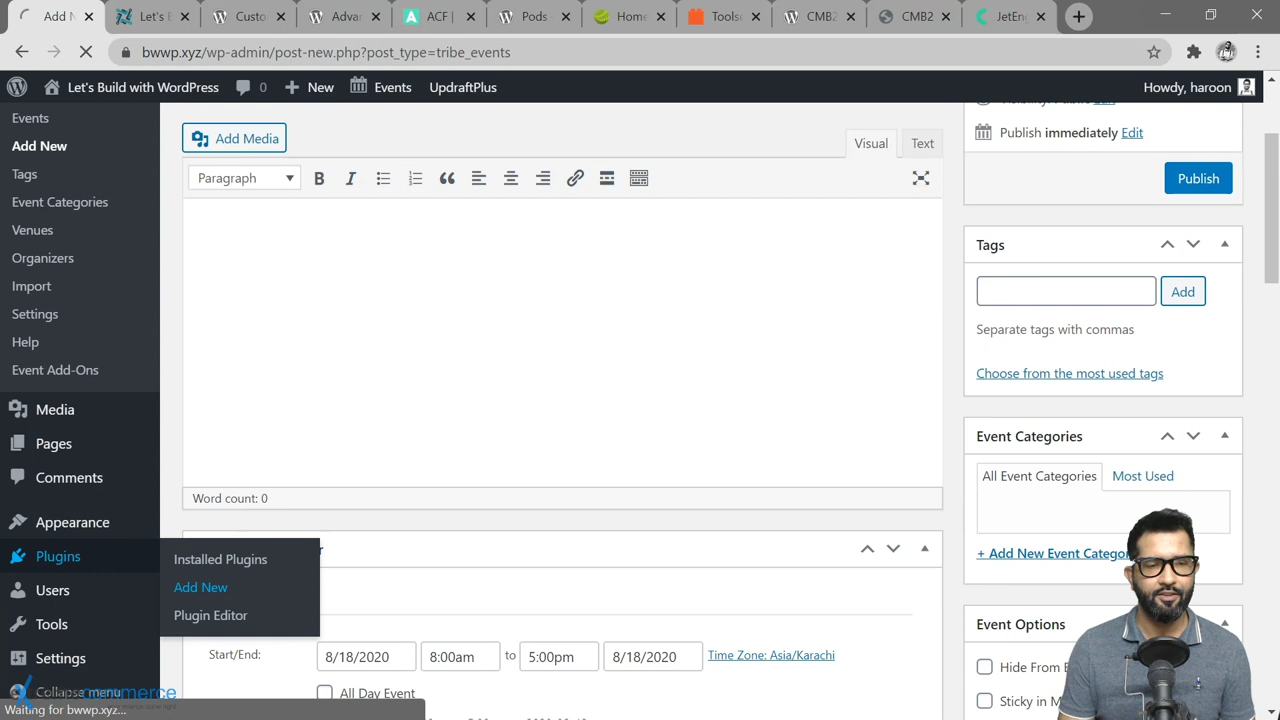 Add N
Let's B
Custo
Advar
ACF |
Pods -
Home
Tools
CMB2
CMB2
JetEng
bwwp.xyz/wp-admin/post-new.php?post_type=tribe_events
Let's Build with WordPress
0
New
Events
UpdraftPlus
Howdy, haroon
Events
Add New
Tags
Event Categories
Venues
Organizers
Import
Settings
Help
Event Add-Ons
Media
Pages
Comments
Appearance
Plugins
Users
Tools
Settings
Collapse menu
Installed Plugins
Add New
Plugin Editor
Add Media
Visual
Text
Paragraph
Word count: 0
Start/End:
8/18/2020
8:00am
to
5:00pm
8/18/2020
Time Zone: Asia/Karachi
All Day Event
Publish immediately Edit
Publish
Tags
Add
Separate tags with commas
Choose from the most used tags
Event Categories
All Event Categories
Most Used
+ Add New Event Catego
Event Options
Hide From E
Sticky in M
commerce
Waiting for bwwp.xyz...